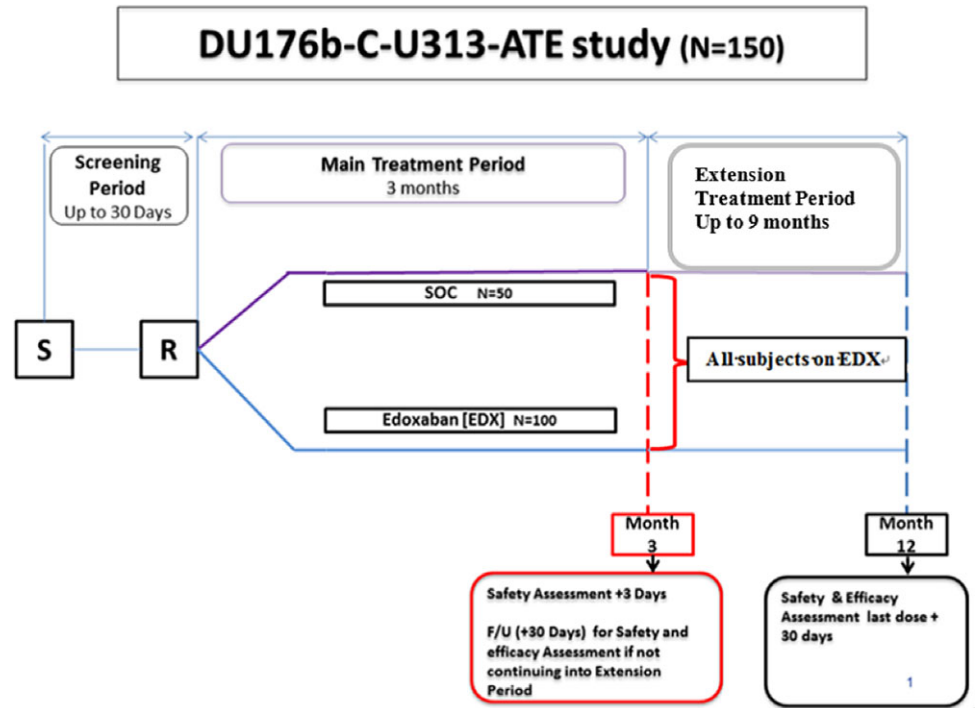 DU176b-C-U313-ATE study (N=150)
Screening
Period
Up to 30 Days
Main Treatment Period
3 months
Extension
Treatment Period
Up to 9 months
SOC N=50
S
R
All subjects on EDX
Edoxaban [EDX] N=100
Month
3
Month
12
Safety Assessment +3 Days
F/U (+30 Days) for Safety and
efficacy Assessment if not
continuing into Extension
Period
Safety & Efficacy
Assessment last dose +
30 days
1